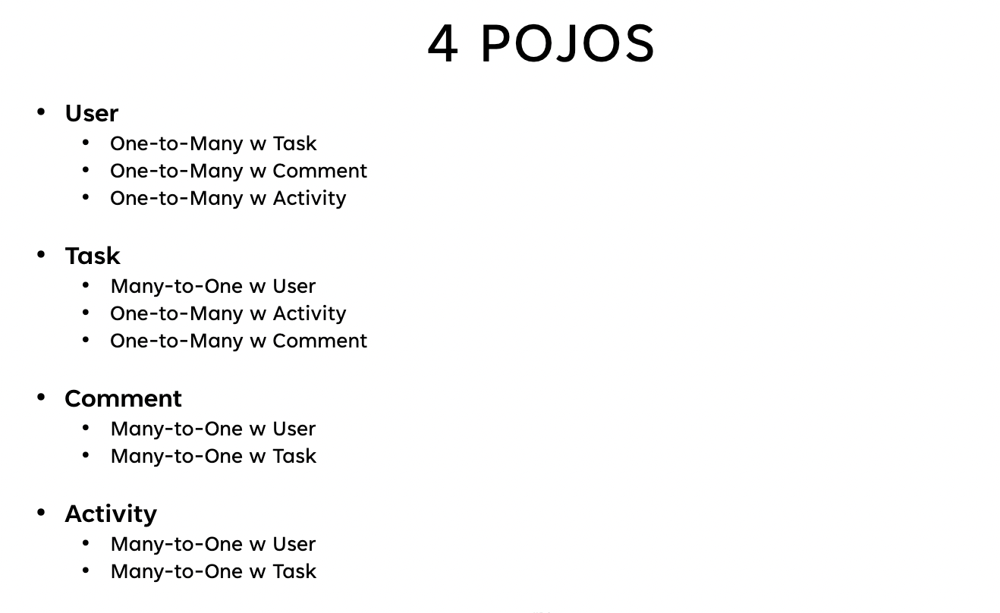 4 POJOS
• User
• One-to-Many w Task
• One-to-Many w Comment
• One-to-Many w Activity
• Task
• Many-to-One w User
• One-to-Many w Activity
• One-to-Many w Comment
• Comment
• Many-to-One w User
• Many-to-One w Task
• Activity
• Many-to-One w User
• Many-to-One w Task